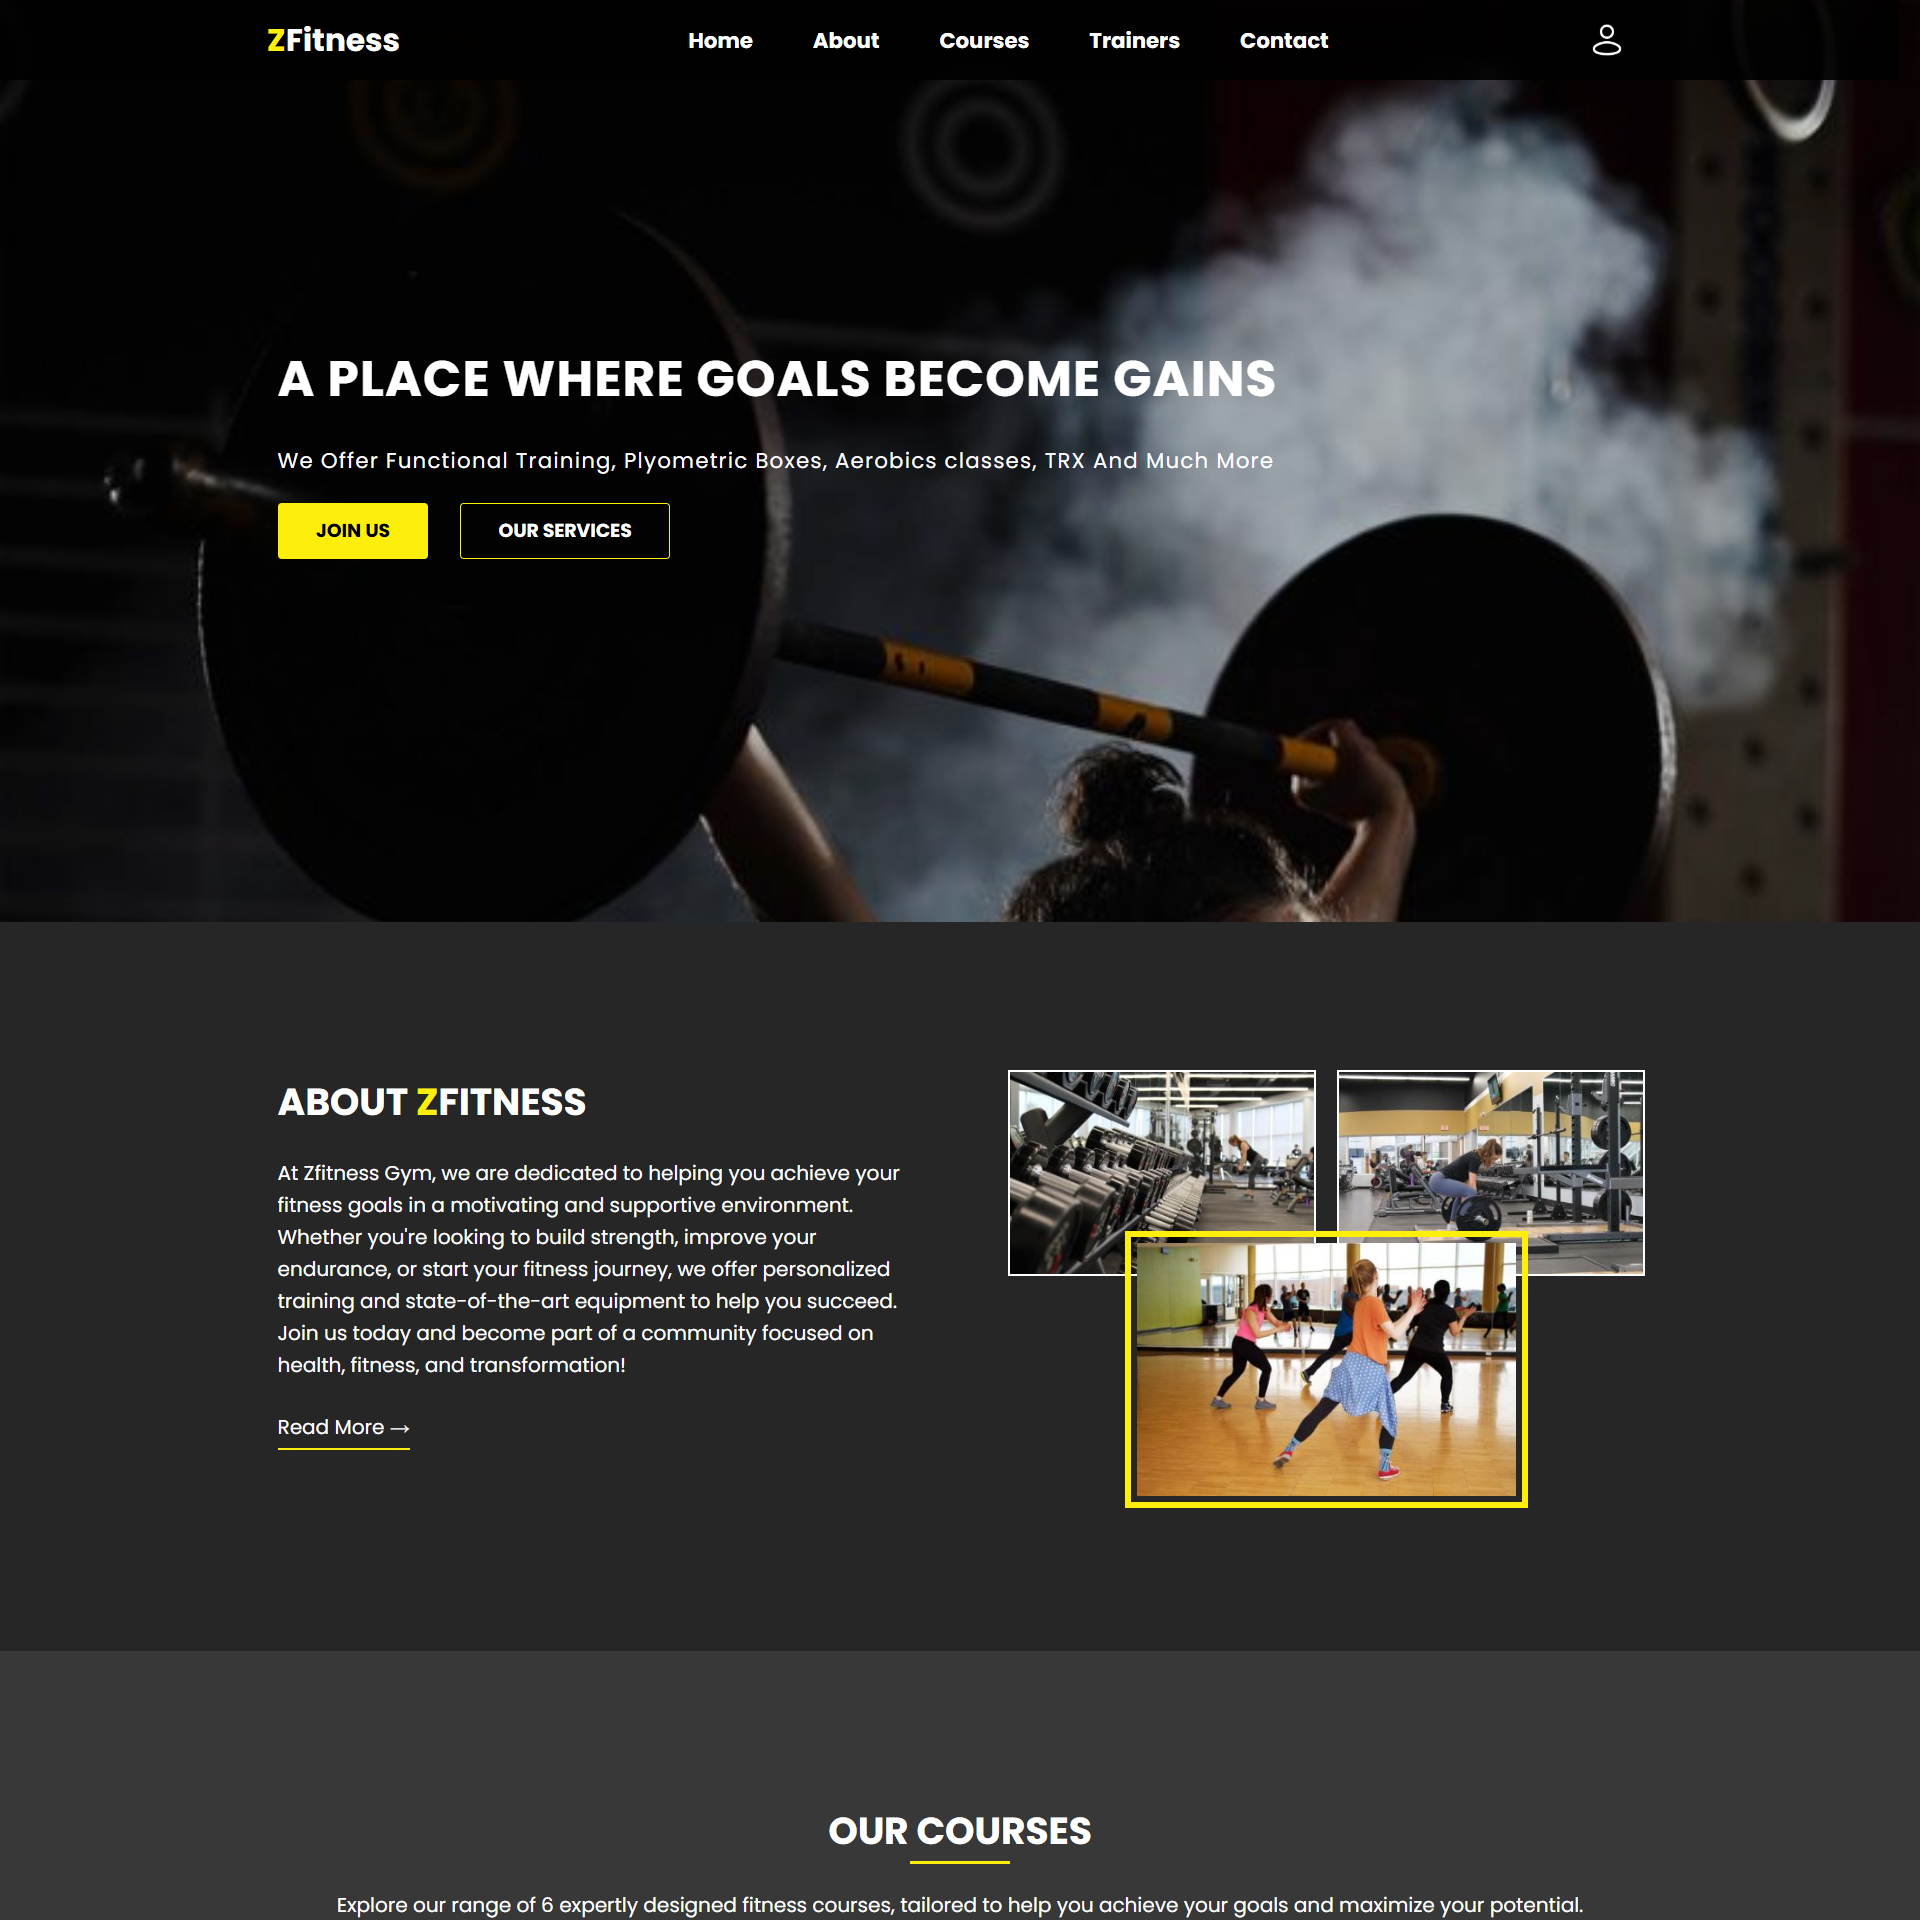 ZFitness
Home
About
Courses
Trainers
Contact
A PLACE WHERE GOALS BECOME GAINS
We Offer Functional Training, Plyometric Boxes, Aerobics classes, TRX And Much More
JOIN US
OUR SERVICES
ABOUT ZFITNESS
At Zfitness Gym, we are dedicated to helping you achieve your
fitness goals in a motivating and supportive environment.
Whether you're looking to build strength, improve your
endurance, or start your fitness journey, we offer personalized
training and state-of-the-art equipment to help you succeed.
Join us today and become part of a community focused on
health, fitness, and transformation!
Read More →
OUR COURSES
Explore our range of 6 expertly designed fitness courses, tailored to help you achieve your goals and maximize your potential.